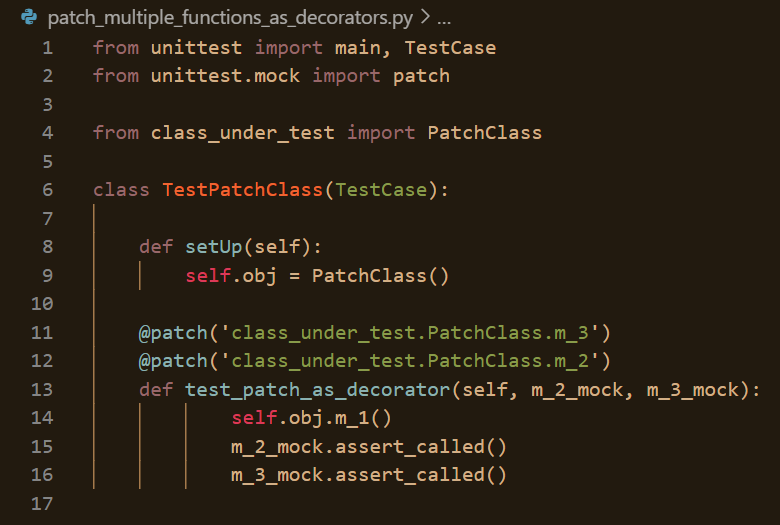 patch_multiple_functions_as_decorators.py > ...
1 from unittest import main, TestCase
2 from unittest.mock import patch
3
4 from class_under_test import PatchClass
5
6 class TestPatchClass(TestCase):
7
8     def setUp(self):
9         self.obj = PatchClass()
10
11     @patch('class_under_test.PatchClass.m_3')
12     @patch('class_under_test.PatchClass.m_2')
13     def test_patch_as_decorator(self, m_2_mock, m_3_mock):
14             self.obj.m_1()
15             m_2_mock.assert_called()
16             m_3_mock.assert_called()
17